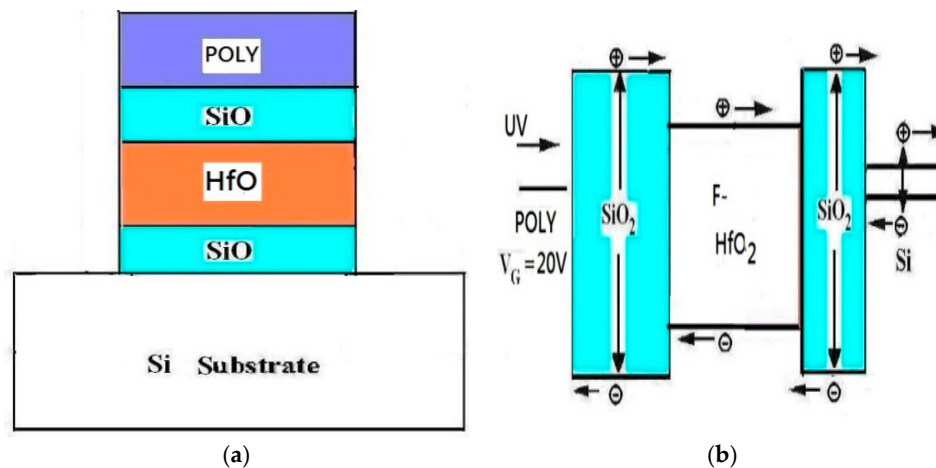 POLY
SiO
HfO
SiO
Si Substrate
(a)
⊕
⊕
⊕
UV
⊕
POLY
SiO₂
F-
HfO₂
SiO₂
V_G = 20V
⊖
Si
⊖
⊖
⊖
(b)